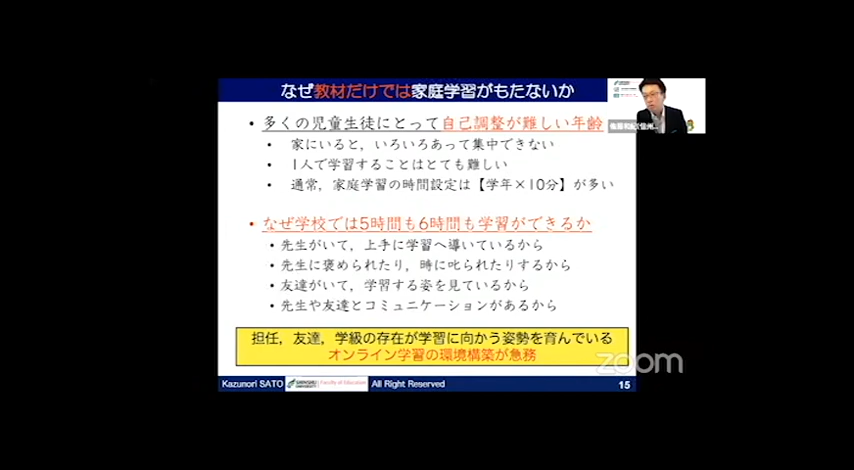 なぜ教材だけでは家庭学習がもたないか
• 多くの児童生徒にとって自己調整が難しい年齢
• 家にいると，いろいろあって集中できない
• 1人で学習することはとても難しい
• 通常，家庭学習の時間設定は【学年×10分】が多い
• なぜ学校では5時間も6時間も学習ができるか
• 先生がいて，上手に学習へ導いているから
• 先生に褒められたり，時に叱られたりするから
• 友達がいて，学習する姿を見ているから
• 先生や友達とコミュニケーションがあるから
担任，友達，学級の存在が学習に向かう姿勢を育んでいる
オンライン学習の環境構築が急務
zoom
Kazumori SATO
SHINSHU UNIVERSITY
Faculty of Education
All Right Reserved
15